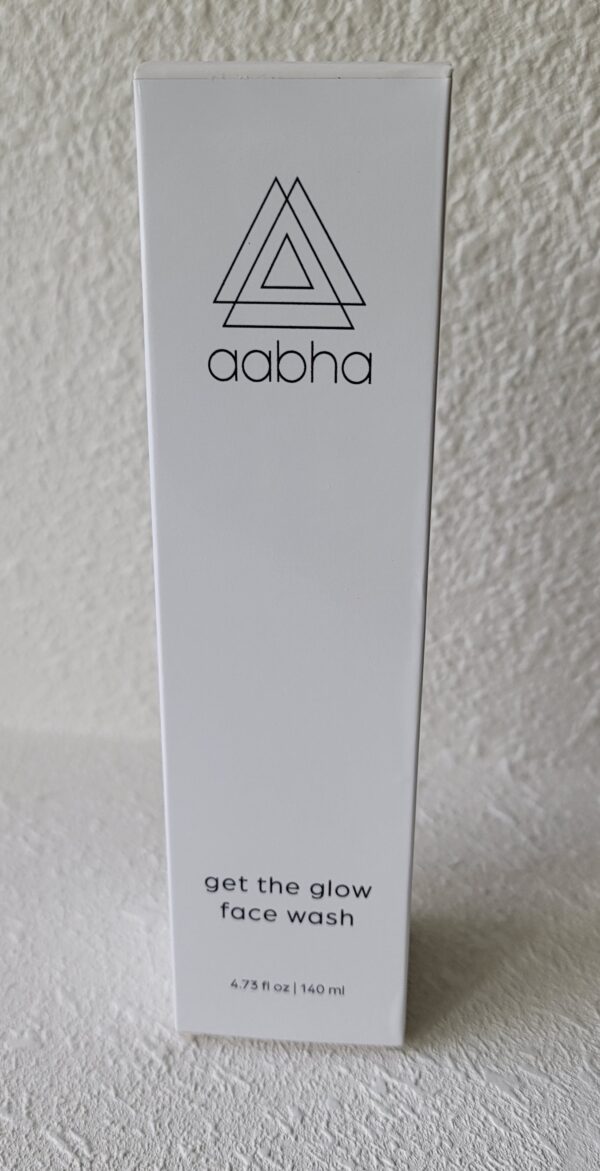 aabha
get the glow
face wash
4.73 fl oz | 140 ml